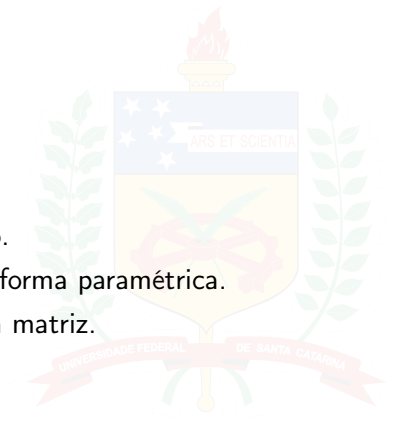 ARS ET SCIENTIA
.
forma paramétrica.
matriz.
UNIVERSIDADE FEDERAL DE SANTA CATARINA